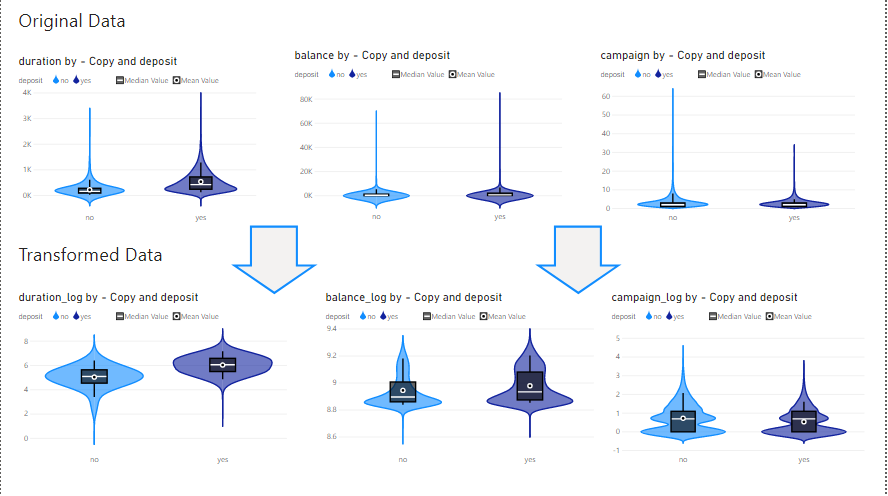 Original Data
duration by - Copy and deposit
deposit no yes Median Value Mean Value
4K
3K
2K
1K
0K
no yes
balance by - Copy and deposit
deposit no yes Median Value Mean Value
80K
60K
40K
20K
0K
no yes
campaign by - Copy and deposit
deposit no yes Median Value Mean Value
60
50
40
30
20
10
0
no yes
Transformed Data
duration_log by - Copy and deposit
deposit no yes Median Value Mean Value
8
6
4
2
0
no yes
balance_log by - Copy and deposit
deposit no yes Median Value Mean Value
9.4
9.2
9
8.8
8.6
no yes
campaign_log by - Copy and deposit
deposit no yes Median Value Mean Value
5
4
3
2
1
0
-1
no yes